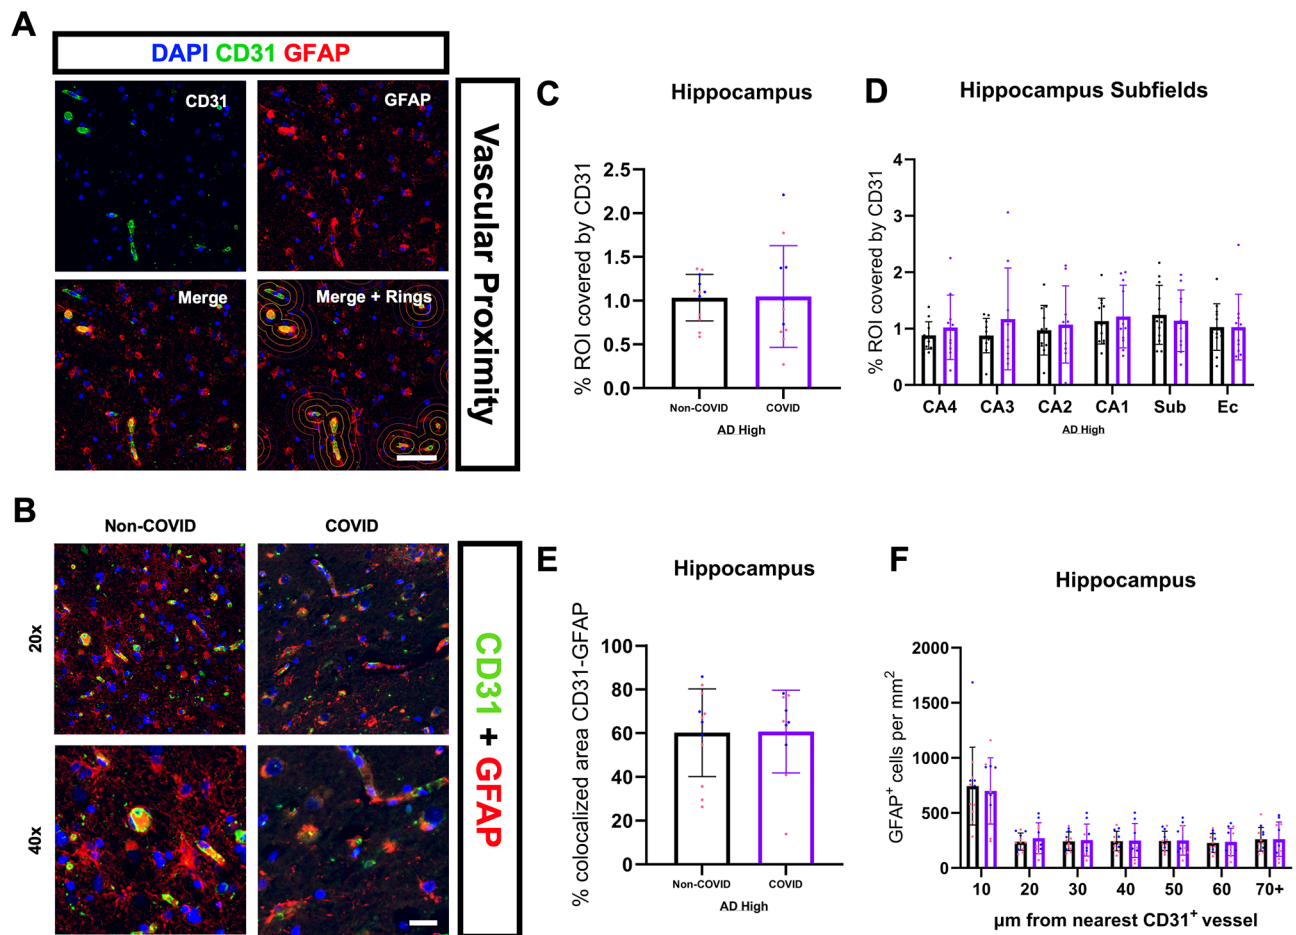 A
DAPI CD31 GFAP
CD31
GFAP
Merge
Merge + Rings
Vascular Proximity
B
Non-COVID
COVID
20x
40x
CD31 + GFAP
C
Hippocampus
% ROI covered by CD31
2.5
2.0
1.5
1.0
0.5
0.0
Non-COVID
COVID
AD High
D
Hippocampus Subfields
% ROI covered by CD31
4
3
2
1
0
CA4
CA3
CA2
CA1
Sub
Ec
AD High
E
Hippocampus
% colocalized area CD31-GFAP
100
80
60
40
20
0
Non-COVID
COVID
AD High
F
Hippocampus
GFAP⁺ cells per mm²
2000
1500
1000
500
0
10
20
30
40
50
60
70+
µm from nearest CD31⁺ vessel